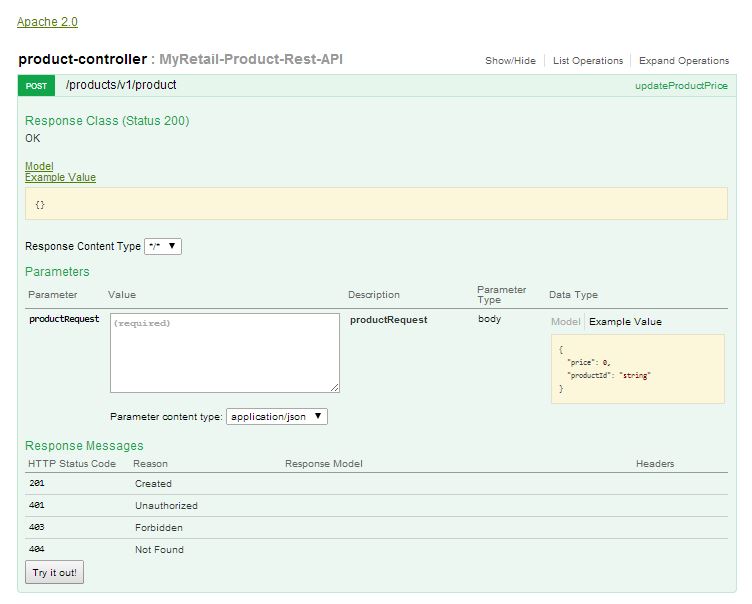 Apache 2.0
product-controller : MyRetail-Product-Rest-API Show/Hide List Operations Expand Operations
POST /products/v1/product updateProductPrice
Response Class (Status 200)
OK
Model
Example Value
{}
Response Content Type */*
Parameters
Parameter Value Description Parameter Type Data Type
productRequest (required) productRequest body Model Example Value
{
"price": 0,
"productId": "string"
}
Parameter content type: application/json
Response Messages
HTTP Status Code Reason Response Model Headers
201 Created
401 Unauthorized
403 Forbidden
404 Not Found
Try it out!